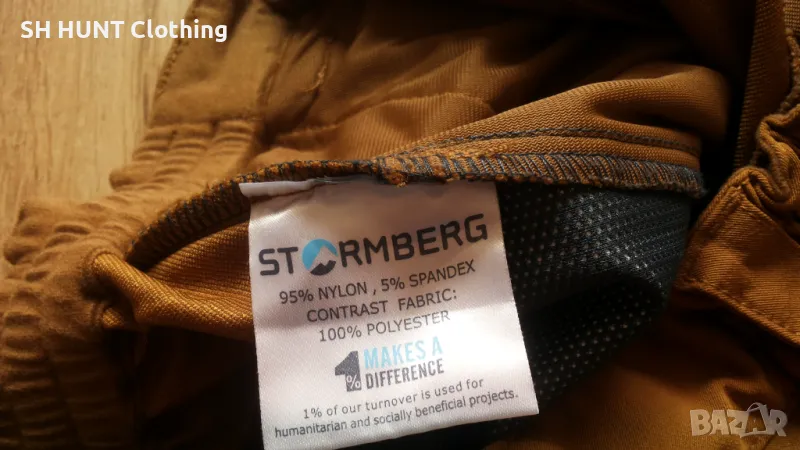 SH HUNT Clothing
STORMBERG
95% NYLON , 5% SPANDEX
CONTRAST FABRIC:
100% POLYESTER
1% MAKES A
DIFFERENCE
1% of our turnover is used for
humanitarian and socially beneficial projects.
BAZAR